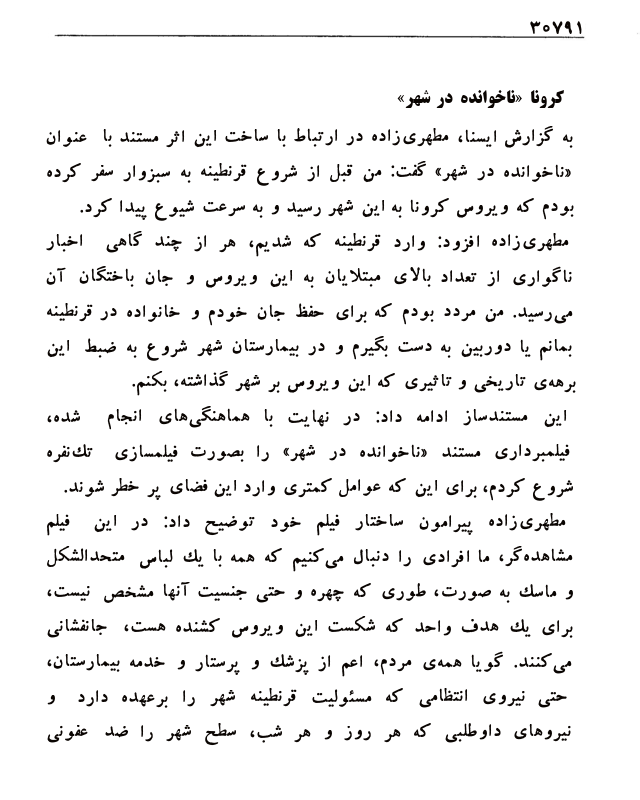 ۳۰۷۹۱
کرونا «ناخوانده در شهر»
به گزارش ایسنا، مطهری‌زاده در ارتباط با ساخت این اثر مستند با عنوان
«ناخوانده در شهر» گفت: من قبل از شروع قرنطینه به سبزوار سفر کرده
بودم که ویروس کرونا به این شهر رسید و به سرعت شیوع پیدا کرد.
مطهری‌زاده افزود: وارد قرنطینه که شدیم، هر از چند گاهی اخبار
ناگواری از تعداد بالای مبتلایان به این ویروس و جان باختگان آن
می‌رسید. من مردد بودم که برای حفظ جان خودم و خانواده در قرنطینه
بمانم یا دوربین به دست بگیرم و در بیمارستان شهر شروع به ضبط این
برهه‌ی تاریخی و تاثیری که این ویروس بر شهر گذاشته، بکنم.
این مستندساز ادامه داد: در نهایت با هماهنگی‌های انجام شده،
فیلمبرداری مستند «ناخوانده در شهر» را بصورت فیلمسازی تک‌نفره
شروع کردم، برای این که عوامل کمتری وارد این فضای پر خطر شوند.
مطهری‌زاده پیرامون ساختار فیلم خود توضیح داد: در این فیلم
مشاهده‌گر، ما افرادی را دنبال می‌کنیم که همه با یك لباس متحدالشکل
و ماسك به صورت، طوری که چهره و حتی جنسیت آنها مشخص نیست،
برای یك هدف واحد که شکست این ویروس کشنده هست، جانفشانی
می‌کنند. گویا همه‌ی مردم، اعم از پزشك و پرستار و خدمه بیمارستان،
حتی نیروی انتظامی که مسئولیت قرنطینه شهر را برعهده دارد و
نیروهای داوطلبی که هر روز و هر شب، سطح شهر را ضد عفونی